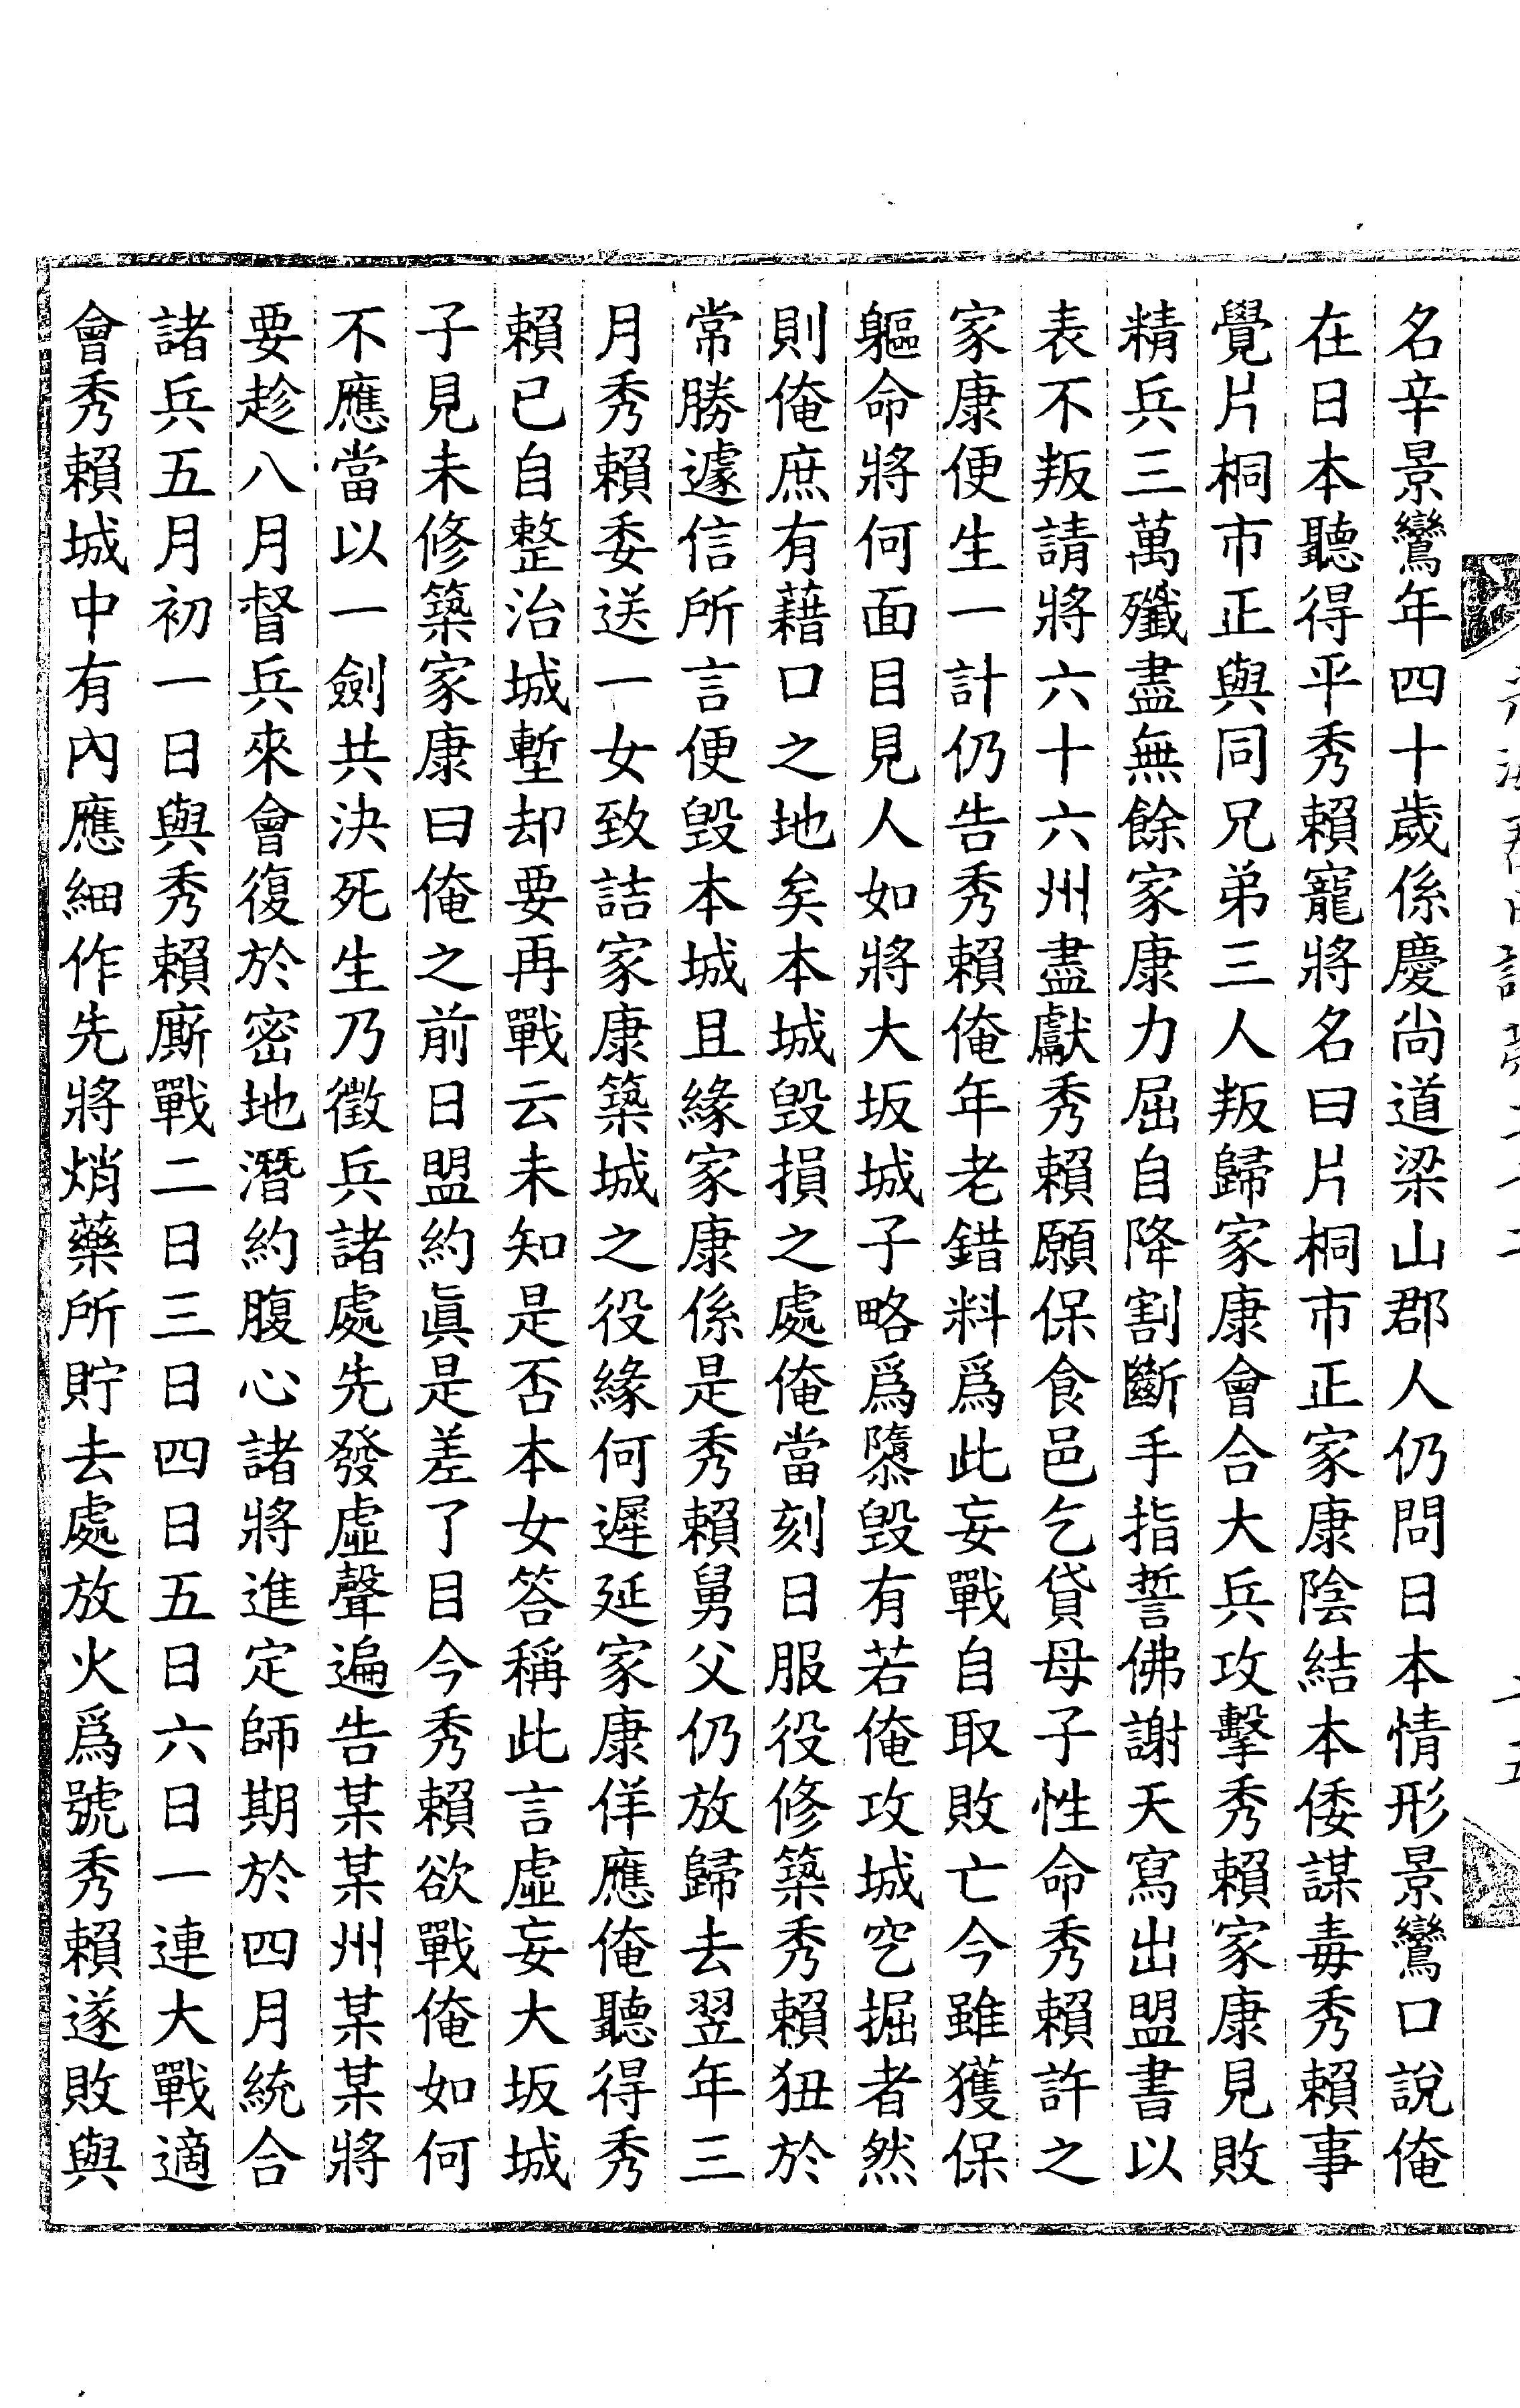 名辛景鸞年四十歲係慶尙道梁山郡人仍問日本情形景鸞口說俺
在日本聽得平秀賴寵將名曰片桐市正家康陰結本倭謀毒秀賴事
覺片桐市正與同兄弟三人叛歸家康會合大兵攻擊秀賴家康見敗
精兵三萬殲盡無餘家康力屈自降割斷手指誓佛謝天寫出盟書以
表不叛請將六十六州盡獻秀賴願保食邑乞貸母子性命秀賴許之
家康便生一計仍告秀賴俺年老錯料爲此妄戰自取敗亡今雖獲保
軀命將何面目見人如將大坂城子略爲隳毀有若俺攻城空掘者然
則俺庶有藉口之地矣本城毀損之處俺當刻日服役修築秀賴狃於
常勝遽信所言便毀本城且緣家康係是秀賴舅父仍放歸去翌年三
月秀賴委送一女致詰家康築城之役緣何遲延家康佯應俺聽得秀
賴已自整治城塹却要再戰云未知是否本女答稱此言虛妄大坂城
子見未修築家康曰俺之前日盟約眞是差了目今秀賴欲戰俺如何
不應當以一劍共決死生乃徵兵諸處先發虛聲遍告某某州某某將
要趁八月督兵來會復於密地潛約腹心諸將進定師期於四月統合
諸兵五月初一日與秀賴廝戰二日三日四日五日六日一連大戰適
會秀賴城中有內應細作先將焇藥所貯去處放火爲號秀賴遂敗與